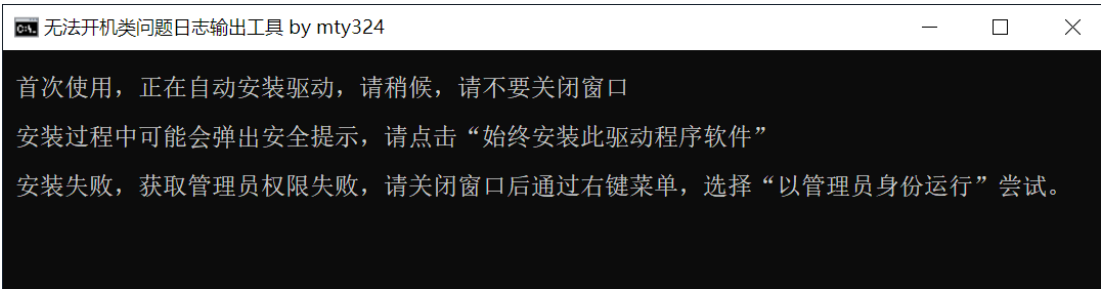 无法开机类问题日志输出工具 by mty324
首次使用，正在自动安装驱动，请稍候，请不要关闭窗口
安装过程中可能会弹出安全提示，请点击“始终安装此驱动程序软件”
安装失败，获取管理员权限失败，请关闭窗口后通过右键菜单，选择“以管理员身份运行”尝试。